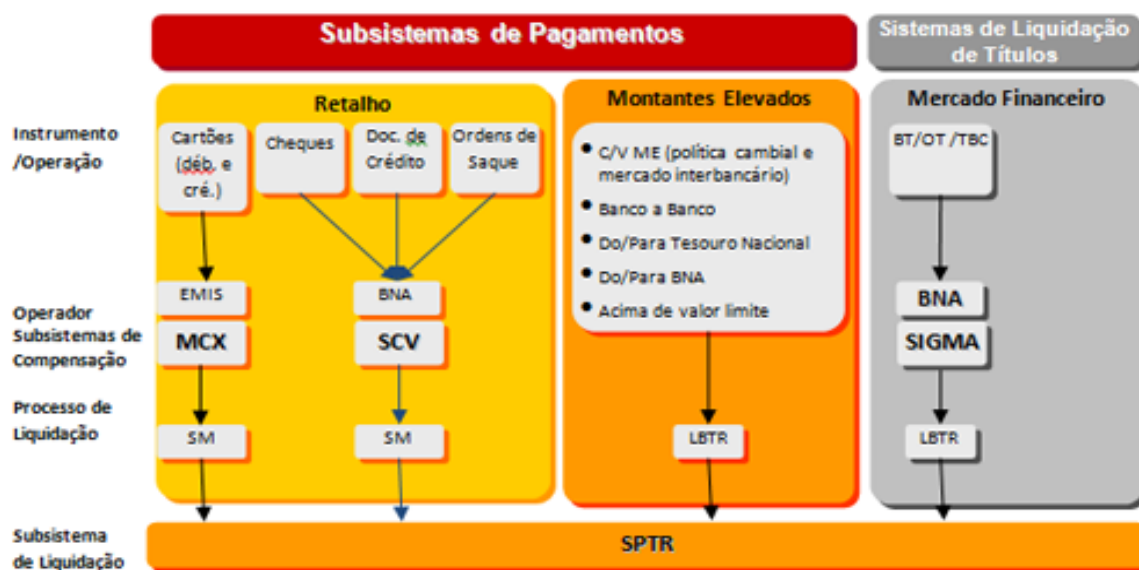 Subsistemas de Pagamentos
Sistemas de Liquidação
de Títulos
Retalho
Montantes Elevados
Mercado Financeiro
Instrumento
/Operação
Cartões
(déb. e
cré.)
Cheques
Doc. de
Crédito
Ordens de
Saque
• C/V ME (política cambial e
mercado interbancário)
• Banco a Banco
• Do/Para Tesouro Nacional
• Do/Para BNA
• Acima de valor limite
BT/OT /TBC
Operador
Subsistemas de
Compensação
EMIS
MCX
BNA
SCV
BNA
SIGMA
Processo de
Liquidação
SM
SM
LBTR
LBTR
Subsistema
de Liquidação
SPTR